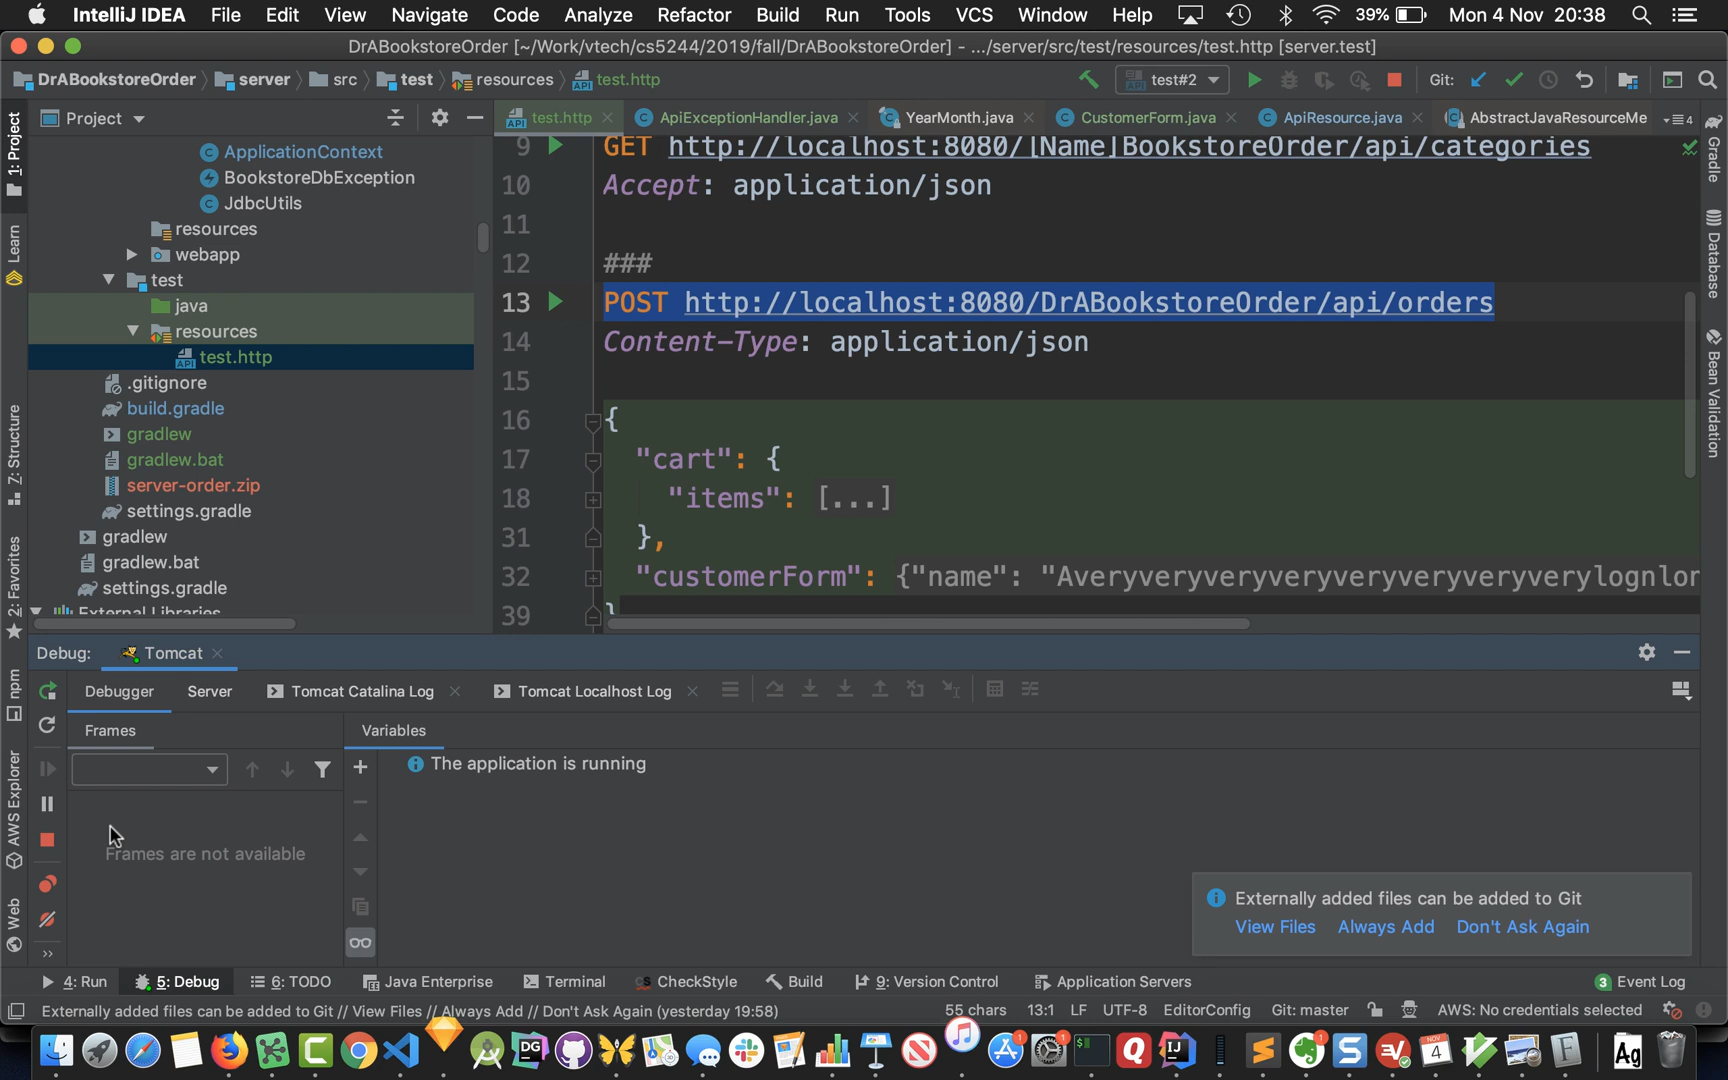 IntelliJ IDEA File Edit View Navigate Code Analyze Refactor Build Run Tools VCS Window Help 39% Mon 4 Nov 20:38
DrABookstoreOrder [~/Work/vtech/cs5244/2019/fall/DrABookstoreOrder] - .../server/src/test/resources/test.http [server.test]
DrABookstoreOrder server src test resources test.http test#2 Git:
1: Project
Learn
Z: Structure
2: Favorites
npm
AWS Explorer
Web
Project
ApplicationContext
BookstoreDbException
JdbcUtils
resources
webapp
test
java
resources
test.http
.gitignore
build.gradle
gradlew
gradlew.bat
server-order.zip
settings.gradle
gradlew
gradlew.bat
settings.gradle
External Libraries
test.http ApiExceptionHandler.java YearMonth.java CustomerForm.java ApiResource.java AbstractJavaResourceMe 4
9 GET http://localhost:8080/[Name]BookstoreOrder/api/categories
10 Accept: application/json
11
12 ###
13 POST http://localhost:8080/DrABookstoreOrder/api/orders
14 Content-Type: application/json
15
16 {
17 "cart": {
18 "items": [...]
31 },
32 "customerForm": {"name": "Averyveryveryveryveryveryveryverylognlor
39 }
Gradle
Database
Bean Validation
Debug: Tomcat
Debugger Server Tomcat Catalina Log Tomcat Localhost Log
Frames Variables
The application is running
Frames are not available
Externally added files can be added to Git
View Files Always Add Don't Ask Again
4: Run 5: Debug 6: TODO Java Enterprise Terminal CheckStyle Build 9: Version Control Application Servers 3 Event Log
Externally added files can be added to Git // View Files // Always Add // Don't Ask Again (yesterday 19:58) 55 chars 13:1 LF UTF-8 EditorConfig Git: master AWS: No credentials selected